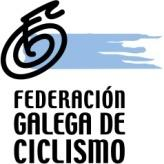 FEDERACIÓN
GALEGA DE
CICLISMO